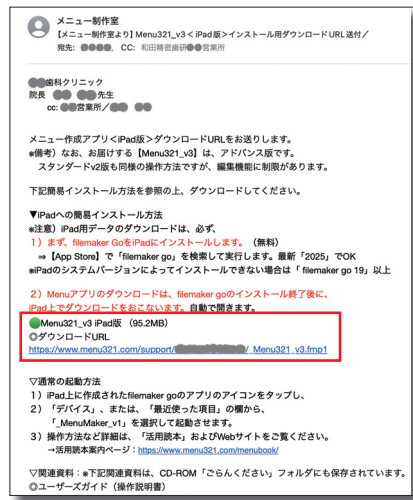 メニュー制作室
【メニュー制作室より】Menu321_v3 < iPad版>インストール用ダウンロードURL送付／
宛先: , CC: 和田精密歯研営業所
歯科クリニック
院長 先生
cc: 営業所／
メニュー作成アプリ<iPad版>ダウンロードURLをお送りします。
*備考）なお、お届けする【Menu321_v3】は、アドバンス版です。
スタンダードv2版も同様の操作方法ですが、編集機能に制限があります。
下記簡易インストール方法を参照の上、ダウンロードしてください。
▼iPadへの簡易インストール方法
*注意）iPad用データのダウンロードは、必ず、
1）まず、filemaker GoをiPadにインストールします。（無料）
⇒【App Store】で「filemaker go」を検索して実行します。最新「2025」でOK
*iPadのシステムバージョンによってインストールできない場合は「 filemaker go 19」以上
2）Menuアプリのダウンロードは、filemaker goのインストール終了後に、
iPad上でダウンロードをおこないます。自動で開きます。
Menu321_v3 iPad版 （95.2MB）
◎ダウンロードURL
https://www.menu321.com/support/ /_Menu321_v3.fmp1
▽通常の起動方法
1）iPad上に作成されたfilemaker goのアプリのアイコンをタップし、
2）「デバイス」、または、「最近使った項目」の欄から、
「_MenuMaker_v1」を選択して起動させます。
3）操作方法など詳細は、「活用読本」およびWebサイトをご覧ください。
→活用読本案内ページ：https://www.menu321.com/menubook/
▽関連資料：*下記関連資料は、CD-ROM「ごらんください」フォルダにも保存されています。
◎ユーザーズガイド（操作説明書）